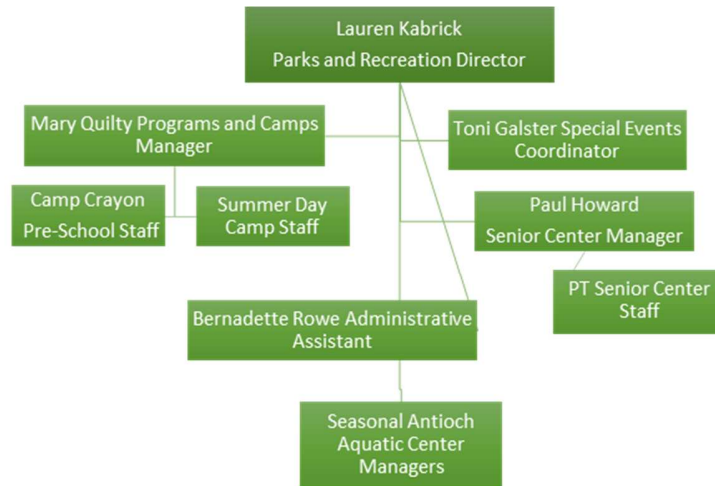 Lauren Kabrick
Parks and Recreation Director
Mary Quilty Programs and Camps
Manager
Toni Galster Special Events
Coordinator
Camp Crayon
Pre-School Staff
Summer Day
Camp Staff
Paul Howard
Senior Center Manager
PT Senior Center
Staff
Bernadette Rowe Administrative
Assistant
Seasonal Antioch
Aquatic Center
Managers